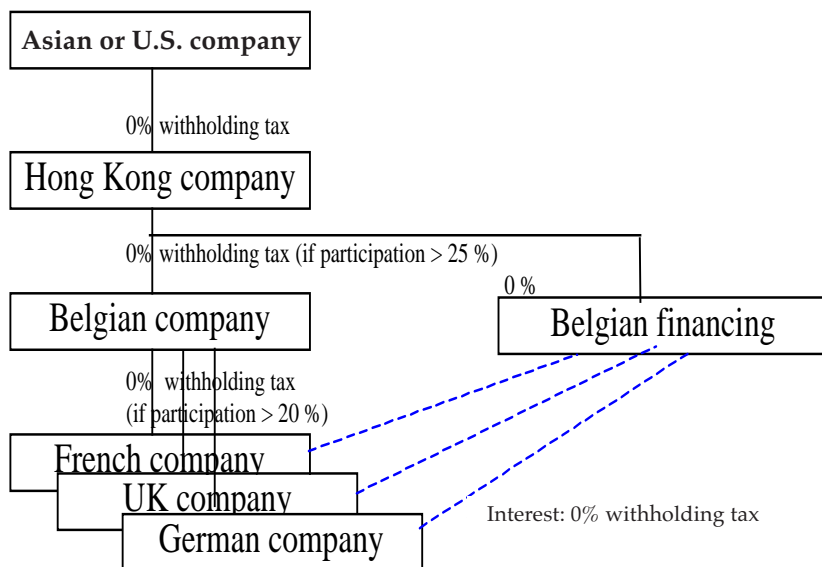 Asian or U.S. company
0% withholding tax
Hong Kong company
0% withholding tax (if participation > 25 %)
0 %
Belgian company
Belgian financing
0% withholding tax
(if participation > 20 %)
French company
UK company
German company
Interest: 0% withholding tax